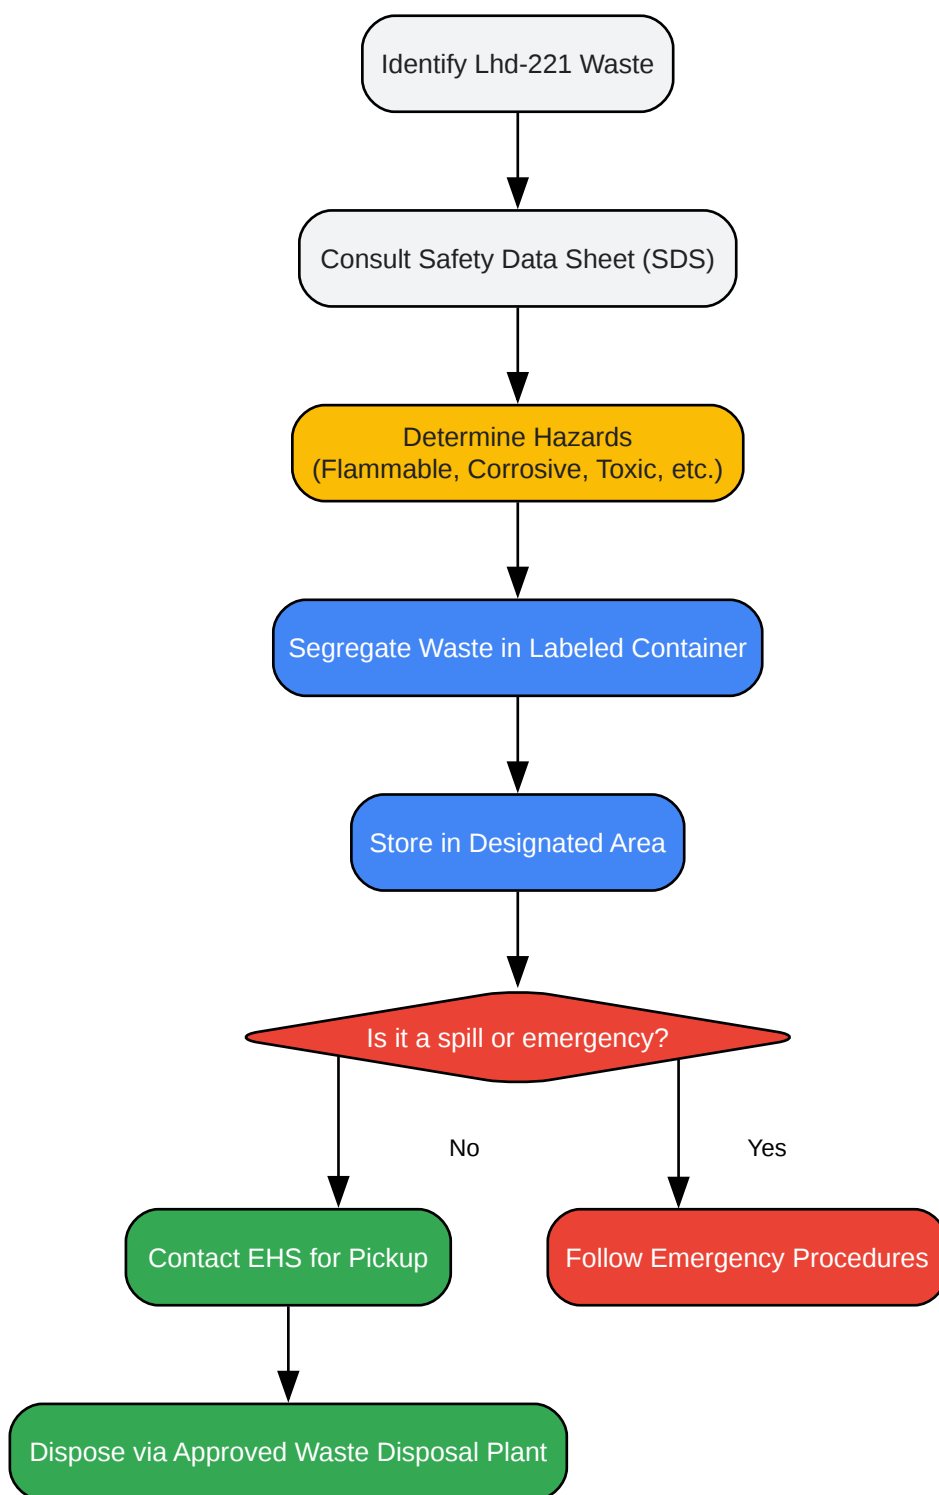 Identify Lhd-221 Waste
Consult Safety Data Sheet (SDS)
Determine Hazards
(Flammable, Corrosive, Toxic, etc.)
Segregate Waste in Labeled Container
Store in Designated Area
Is it a spill or emergency?
No
Yes
Contact EHS for Pickup
Follow Emergency Procedures
Dispose via Approved Waste Disposal Plant